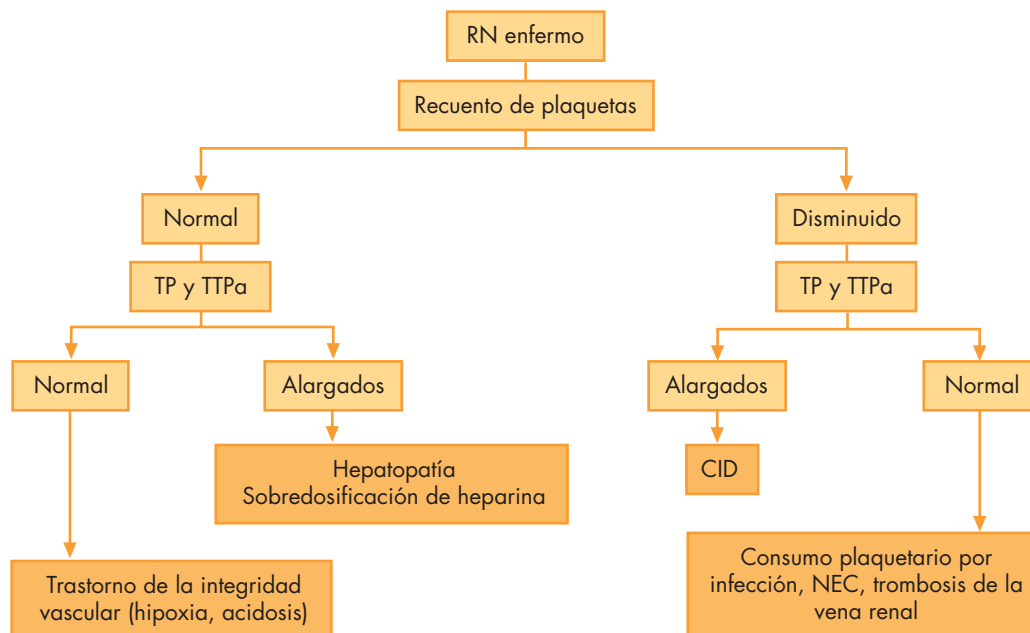 RN enfermo
Recuento de plaquetas
Normal
Disminuido
TP y TTPa
TP y TTPa
Normal
Alargados
Alargados
Normal
Hepatopatía
Sobredosificación de heparina
CID
Trastorno de la integridad
vascular (hipoxia, acidosis)
Consumo plaquetario por
infección, NEC, trombosis de la
vena renal